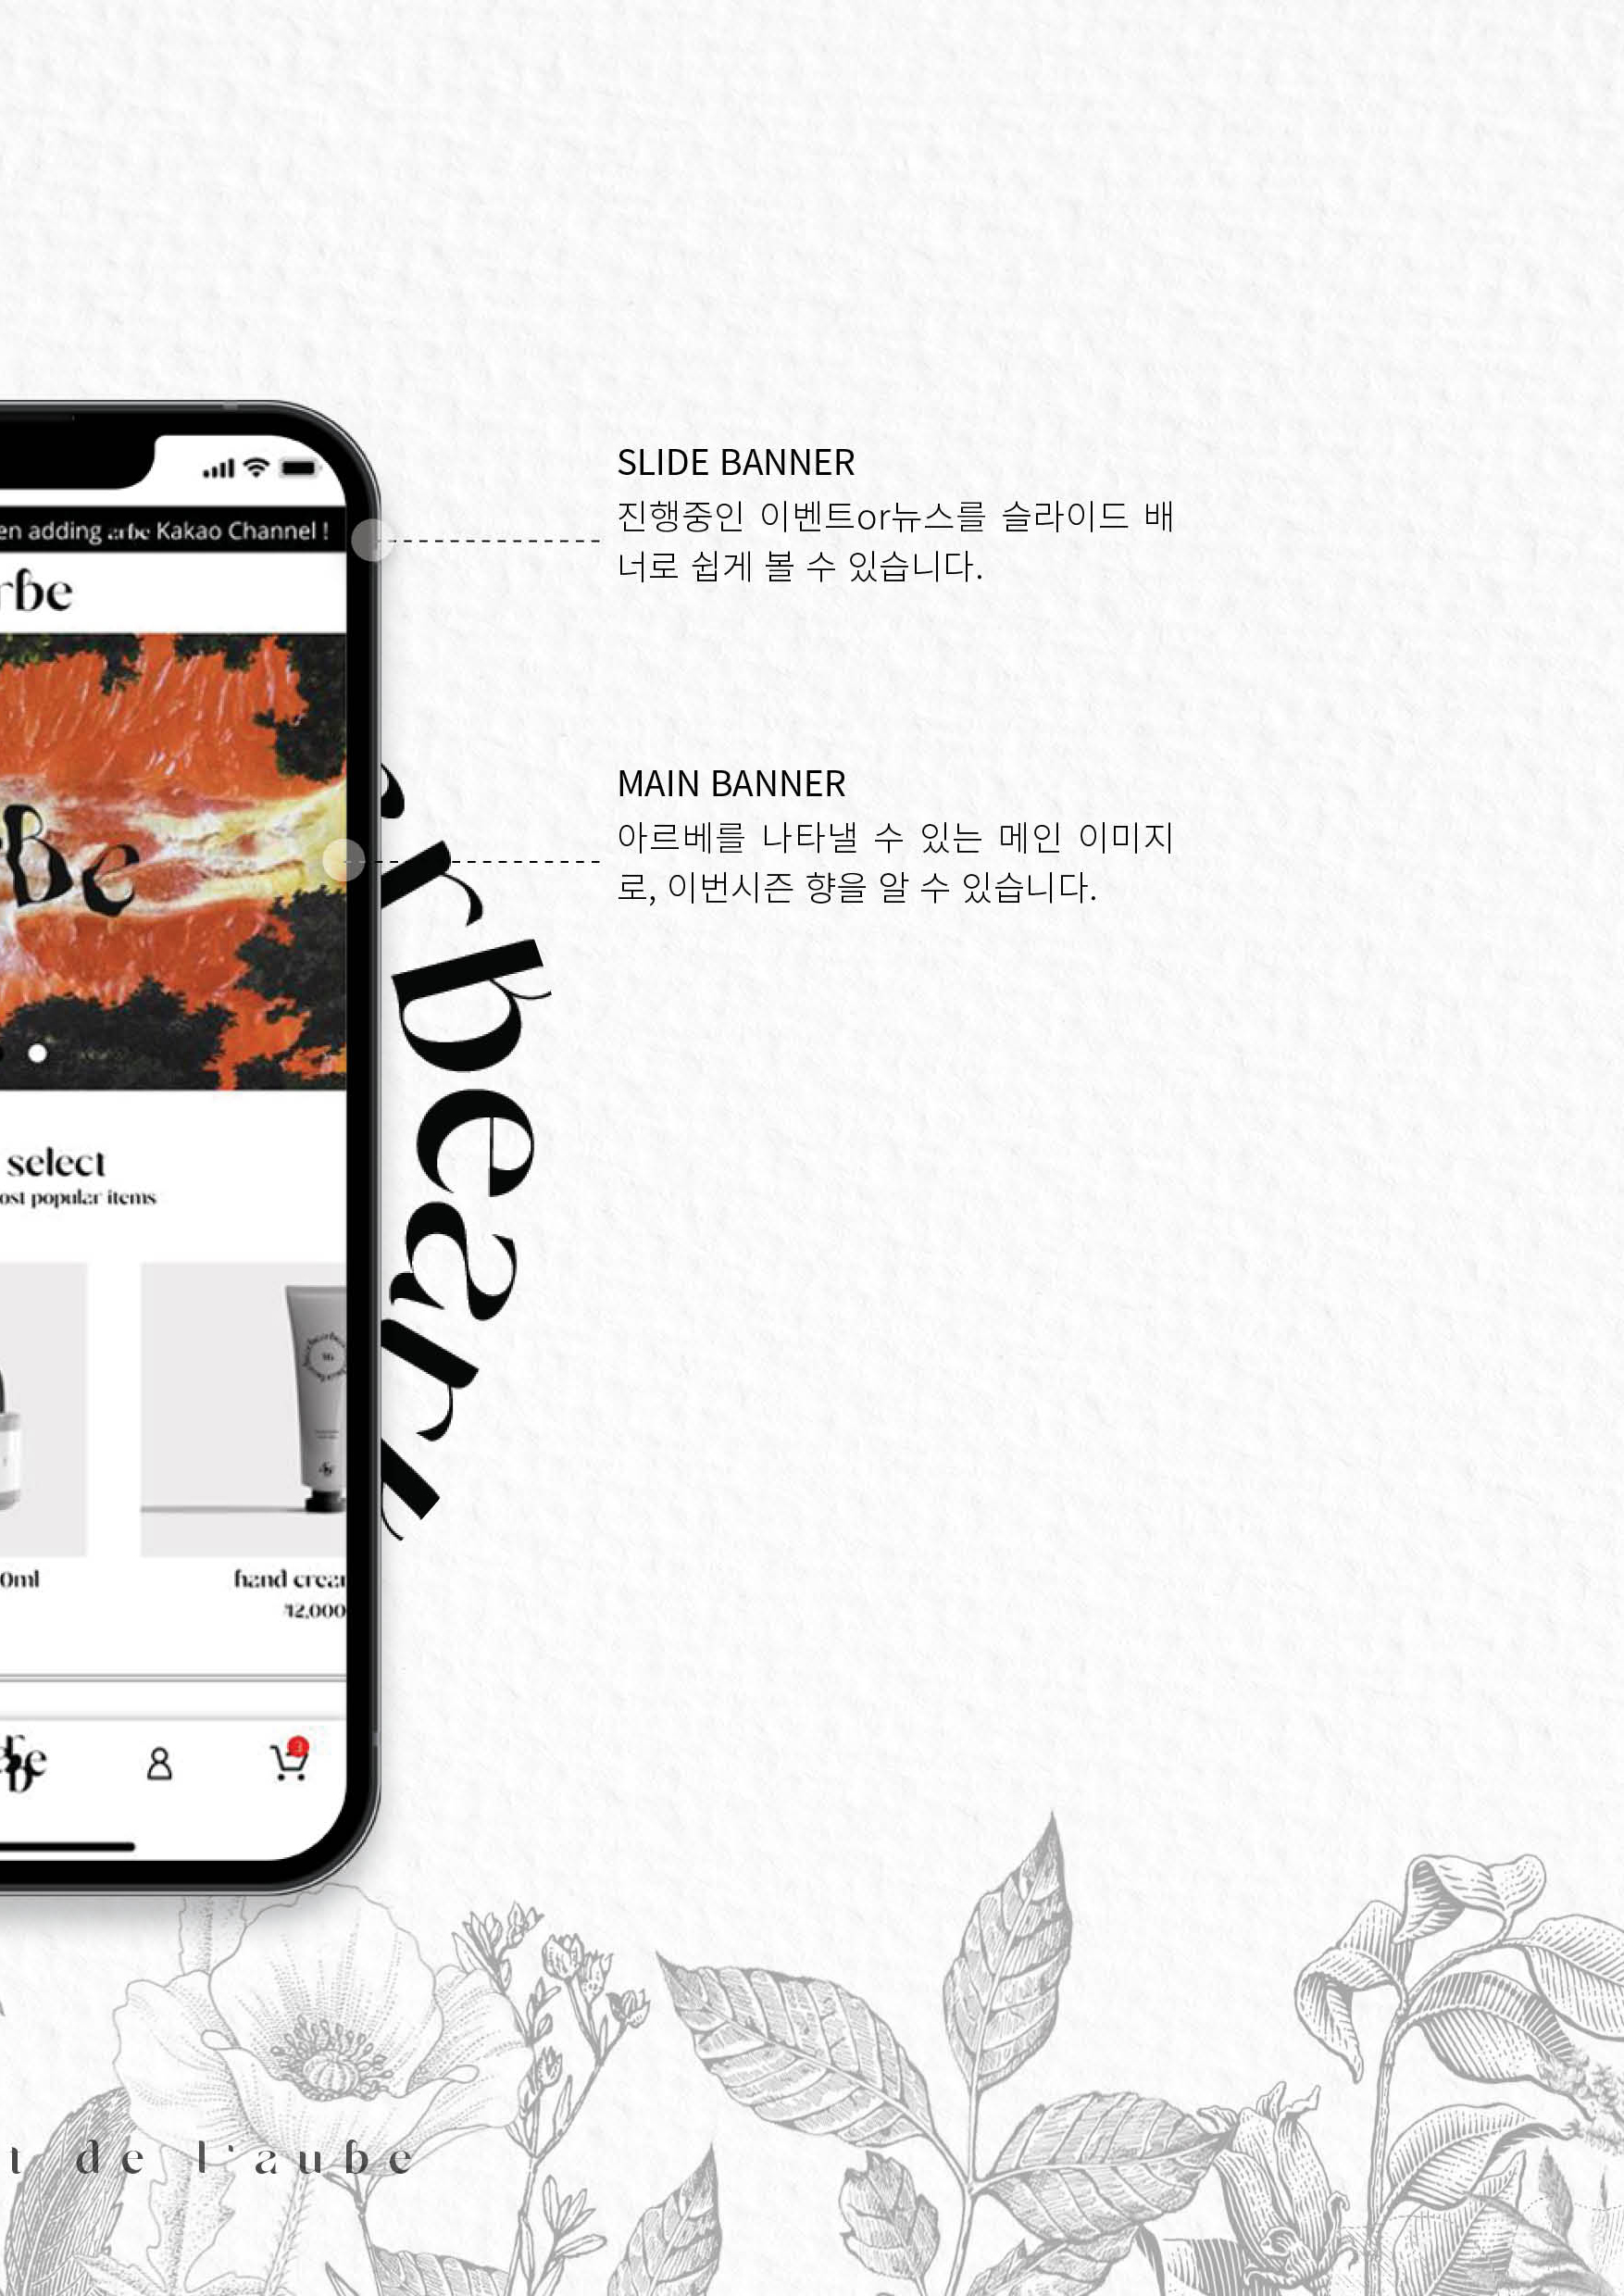 en adding arbe Kakao Channel !
SLIDE BANNER
진행중인 이벤트or뉴스를 슬라이드 배
너로 쉽게 볼 수 있습니다.
rbe
MAIN BANNER
아르베를 나타낼 수 있는 메인 이미지
로, 이번시즌 향을 알 수 있습니다.
Be
erbeark
select
ost popular items
0ml
hand crea
12,000
arbe
3
t de l'aube